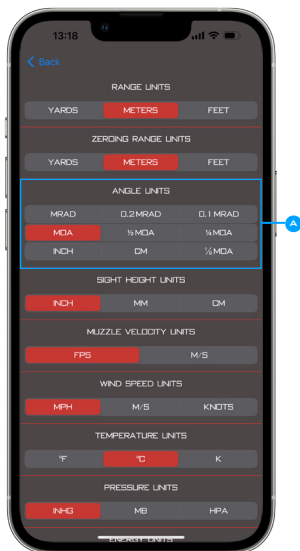 13:18
Back
RANGE UNITS
YARDS METERS FEET
ZEROING RANGE UNITS
YARDS METERS FEET
ANGLE UNITS
MRAD 0.2 MRAD 0.1 MRAD
MOA ½ MOA ¼ MOA
INCH CM ⅛ MOA
A
SIGHT HEIGHT UNITS
INCH MM CM
MUZZLE VELOCITY UNITS
FPS M/S
WIND SPEED UNITS
MPH M/S KNOTS
TEMPERATURE UNITS
°F °C K
PRESSURE UNITS
INHG MB HPA
ENERGY UNITS